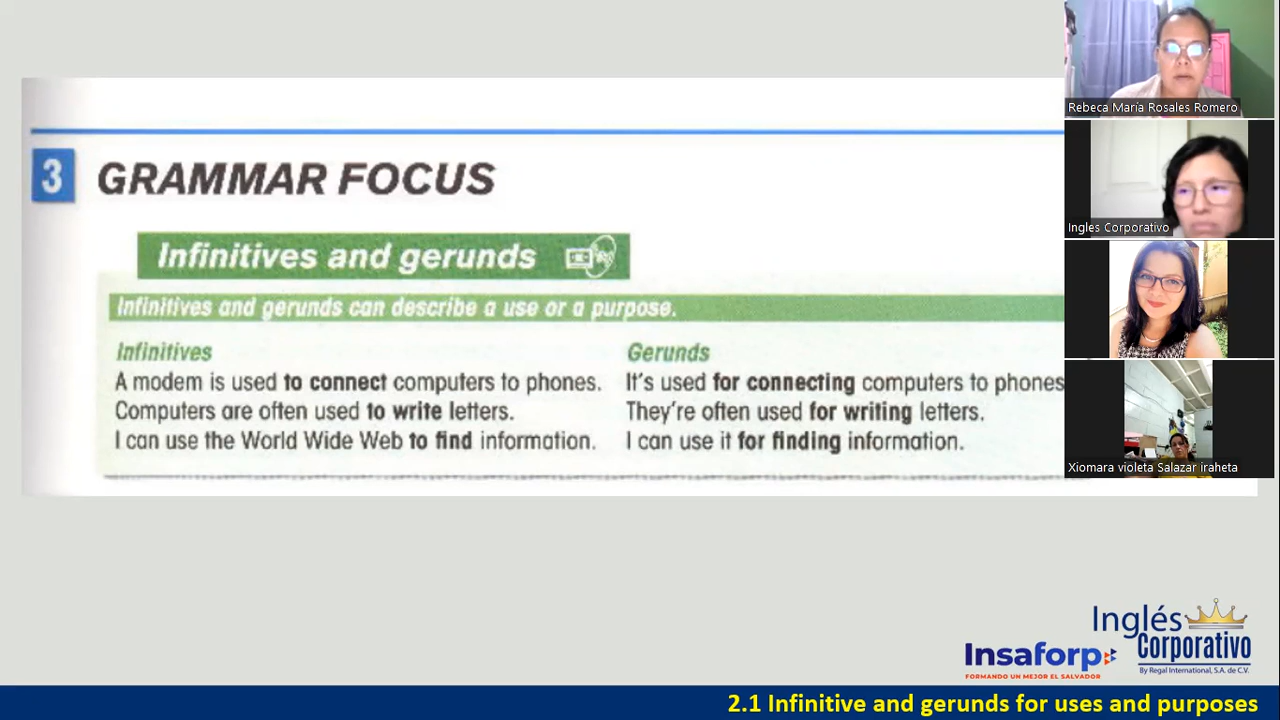 3 GRAMMAR FOCUS
Infinitives and gerunds
Infinitives and gerunds can describe a use or a purpose.
Infinitives
A modem is used to connect computers to phones.
Computers are often used to write letters.
I can use the World Wide Web to find information.
Gerunds
It's used for connecting computers to phones
They're often used for writing letters.
I can use it for finding information.
Rebeca María Rosales Romero
Ingles Corporativo
Xiomara violeta Salazar iraheta
Insaforp
FORMANDO UN MEJOR EL SALVADOR
Inglés
Corporativo
By Regal International, S.A. de C.V.
2.1 Infinitive and gerunds for uses and purposes